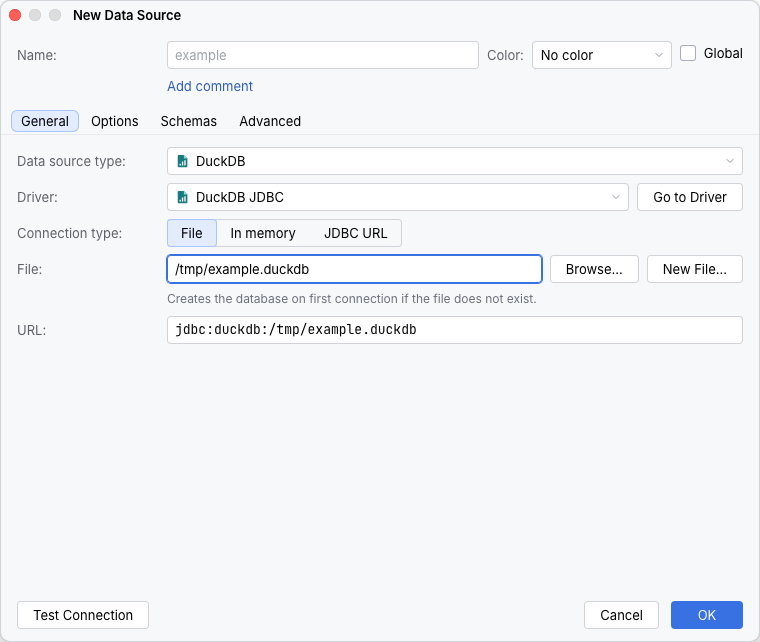 New Data Source
Name: example Color: No color Global
Add comment
General Options Schemas Advanced
Data source type: DuckDB
Driver: DuckDB JDBC Go to Driver
Connection type: File In memory JDBC URL
File: /tmp/example.duckdb Browse... New File...
Creates the database on first connection if the file does not exist.
URL: jdbc:duckdb:/tmp/example.duckdb
Test Connection Cancel OK